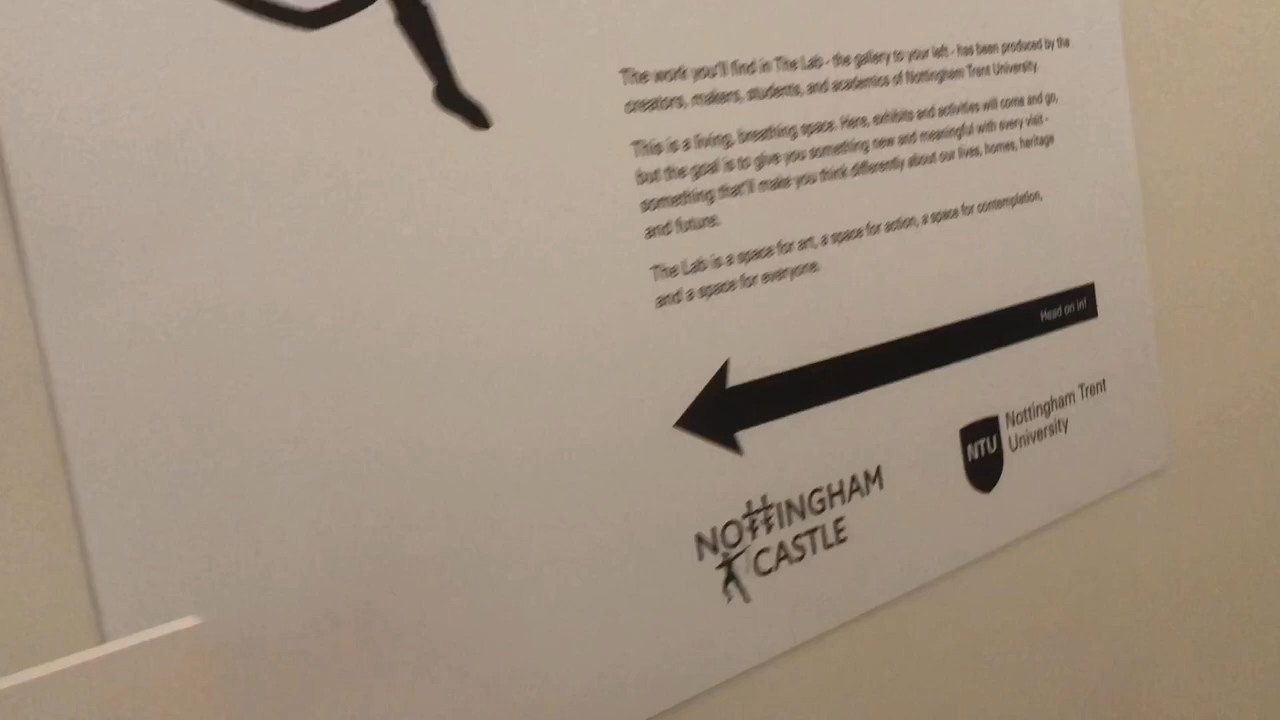 The work you'll find in The Lab - the gallery to your left - has been produced by the
creators, makers, students, and academics of Nottingham Trent University.
This is a living, breathing space. Here, exhibits and activities will come and go,
but the goal is to give you something new and meaningful with every visit -
something that'll make you think differently about our lives, homes, heritage
and future.
The Lab is a space for art, a space for action, a space for contemplation,
and a space for everyone.
Head on in!
NOTTINGHAM
CASTLE
NTU
Nottingham Trent
University